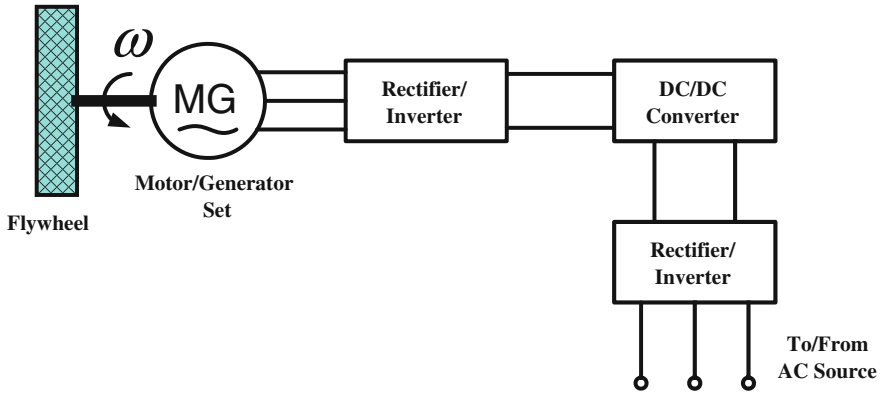 ω
MG
Rectifier/
Inverter
DC/DC
Converter
Motor/Generator
Set
Flywheel
Rectifier/
Inverter
To/From
AC Source